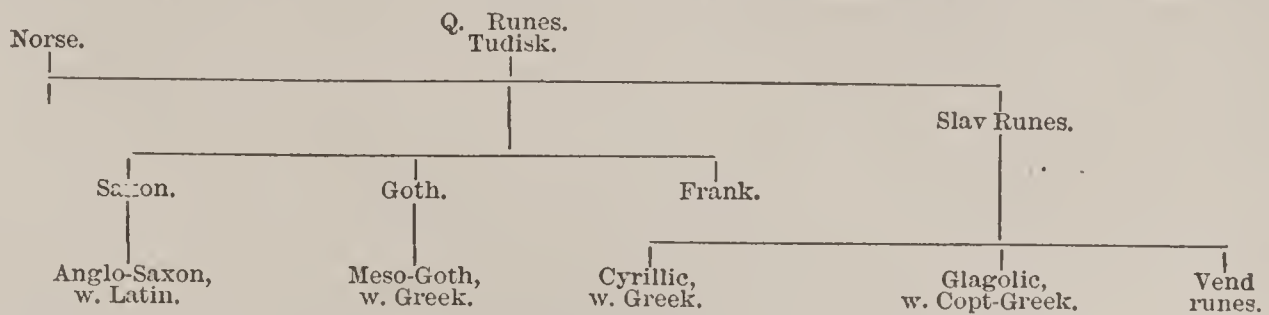 Q. Runes.
Norse.
Tudisk.
Slav Runes.
Saxon. Goth. Frank.
Anglo-Saxon, Meso-Goth, Cyrillic, Glagolic, Vend
w. Latin. w. Greek. w. Greek. w. Copt-Greek. runes.